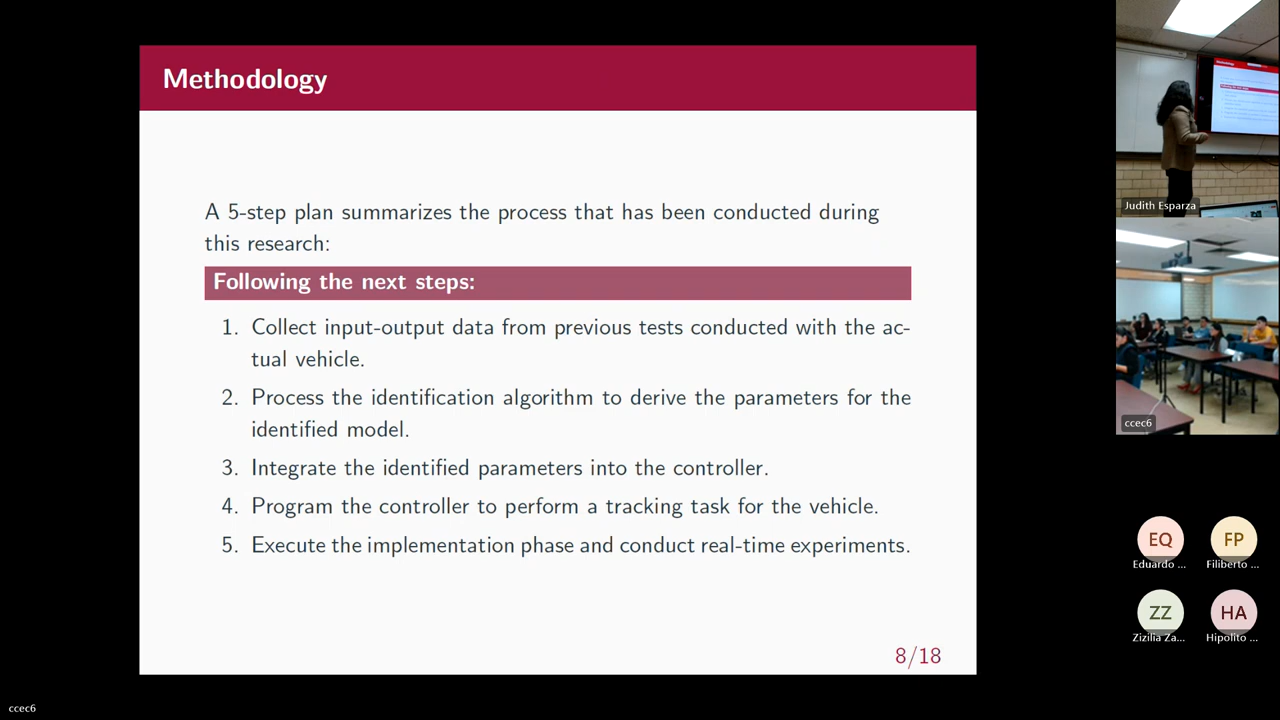 Methodology
A 5-step plan summarizes the process that has been conducted during
this research:
Following the next steps:
1. Collect input-output data from previous tests conducted with the ac-
tual vehicle.
2. Process the identification algorithm to derive the parameters for the
identified model.
3. Integrate the identified parameters into the controller.
4. Program the controller to perform a tracking task for the vehicle.
5. Execute the implementation phase and conduct real-time experiments.
8/18
Judith Esparza
ccec6
EQ
Eduardo ...
FP
Filiberto ...
ZZ
Zizilia Za...
HA
Hipolito ...
ccec6